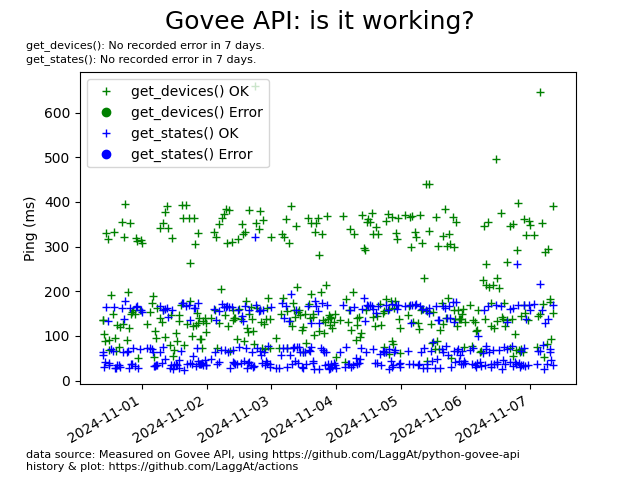 Govee API: is it working?
get_devices(): No recorded error in 7 days.
get_states(): No recorded error in 7 days.
get_devices() OK
get_devices() Error
get_states() OK
get_states() Error
Ping (ms)
600
500
400
300
200
100
0
2024-11-01
2024-11-02
2024-11-03
2024-11-04
2024-11-05
2024-11-06
2024-11-07
data source: Measured on Govee API, using https://github.com/LaggAt/python-govee-api
history & plot: https://github.com/LaggAt/actions